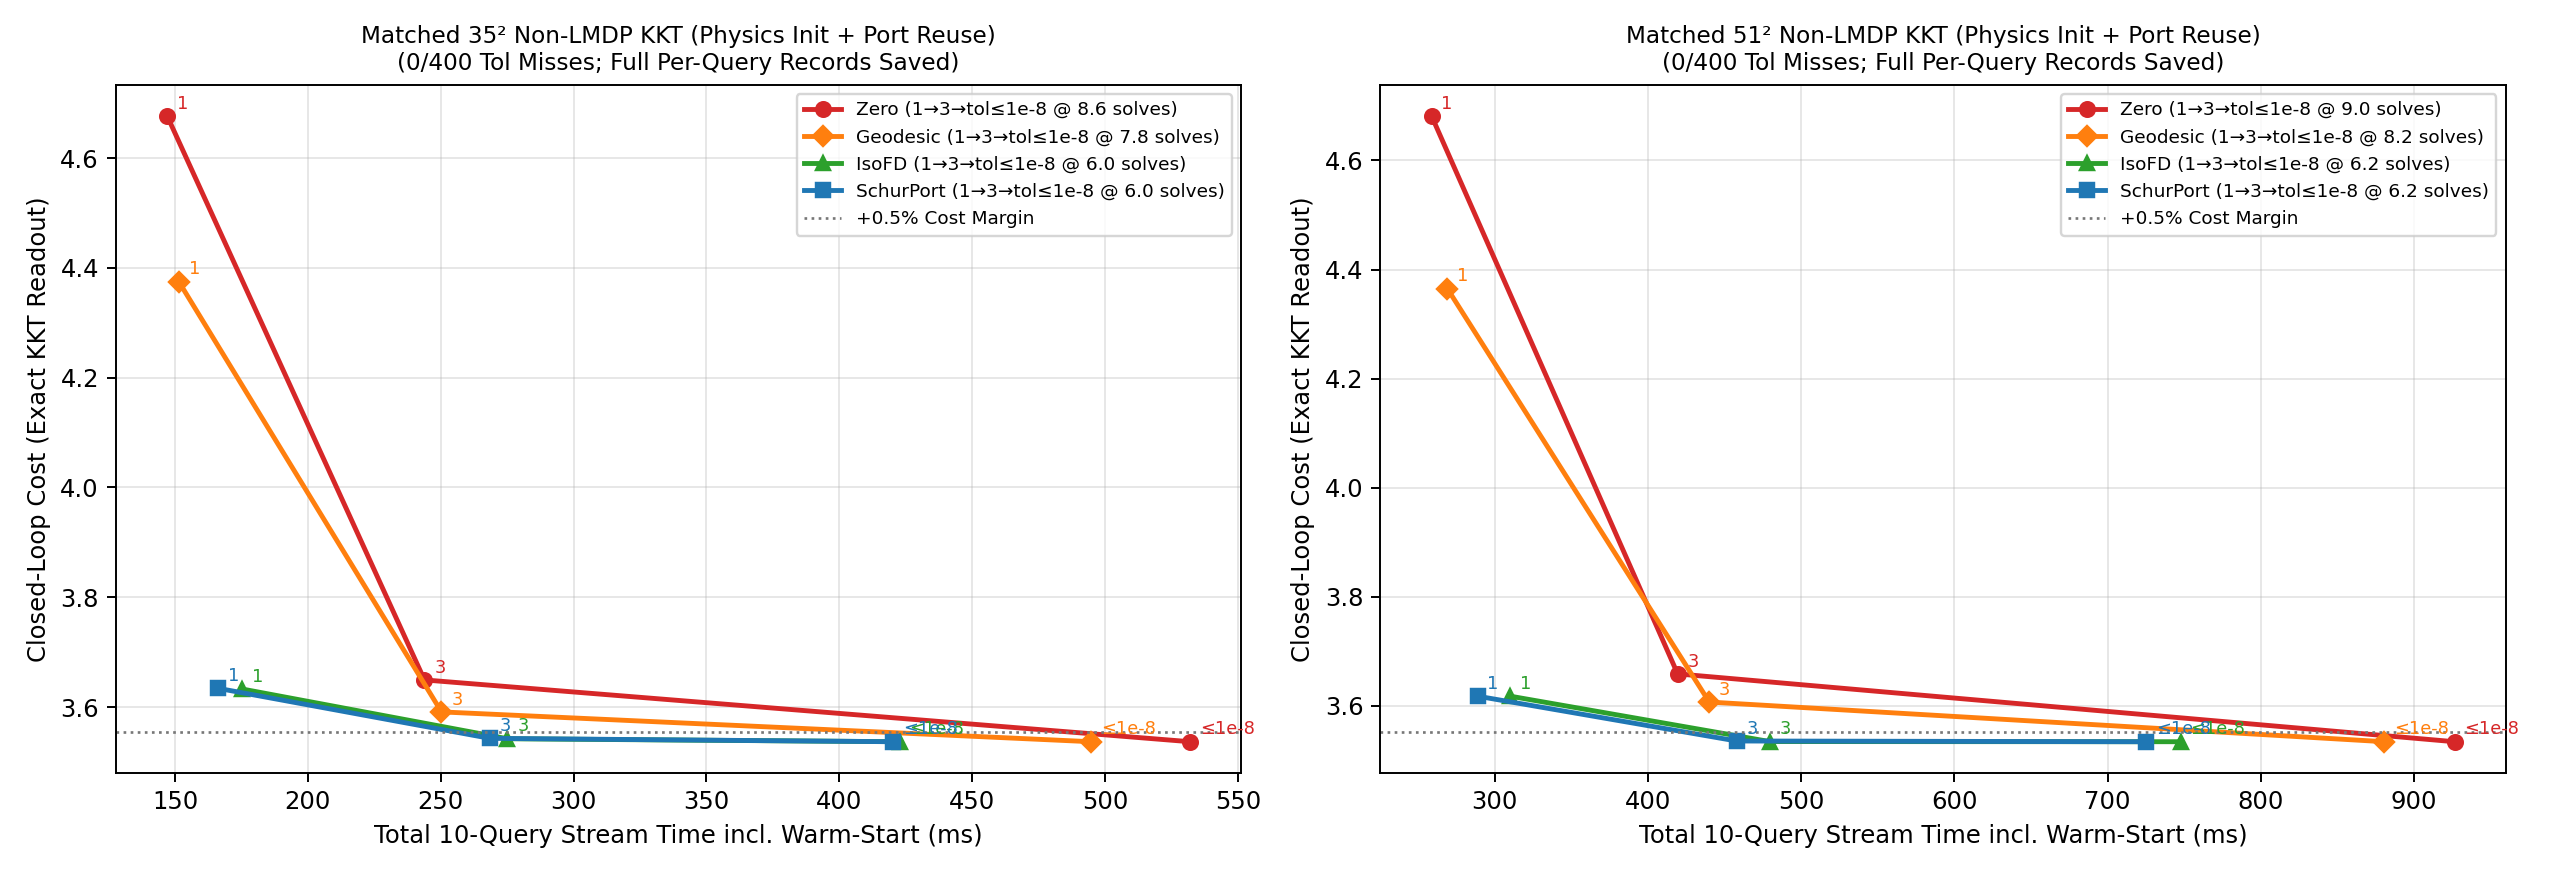 Matched 35² Non-LMDP KKT (Physics Init + Port Reuse)
(0/400 Tol Misses; Full Per-Query Records Saved)
Closed-Loop Cost (Exact KKT Readout)
4.6
4.4
4.2
4.0
3.8
3.6
Zero (1→3→tol≤1e-8 @ 8.6 solves)
Geodesic (1→3→tol≤1e-8 @ 7.8 solves)
IsoFD (1→3→tol≤1e-8 @ 6.0 solves)
SchurPort (1→3→tol≤1e-8 @ 6.0 solves)
+0.5% Cost Margin
1
1
1
1
3
3
3
3
≤1e-8
≤1e-8
≤1e-8
≤1e-8
150
200
250
300
350
400
450
500
550
Total 10-Query Stream Time incl. Warm-Start (ms)
Matched 51² Non-LMDP KKT (Physics Init + Port Reuse)
(0/400 Tol Misses; Full Per-Query Records Saved)
Closed-Loop Cost (Exact KKT Readout)
4.6
4.4
4.2
4.0
3.8
3.6
Zero (1→3→tol≤1e-8 @ 9.0 solves)
Geodesic (1→3→tol≤1e-8 @ 8.2 solves)
IsoFD (1→3→tol≤1e-8 @ 6.2 solves)
SchurPort (1→3→tol≤1e-8 @ 6.2 solves)
+0.5% Cost Margin
1
1
1
1
3
3
3
3
≤1e-8
≤1e-8
≤1e-8
≤1e-8
300
400
500
600
700
800
900
Total 10-Query Stream Time incl. Warm-Start (ms)